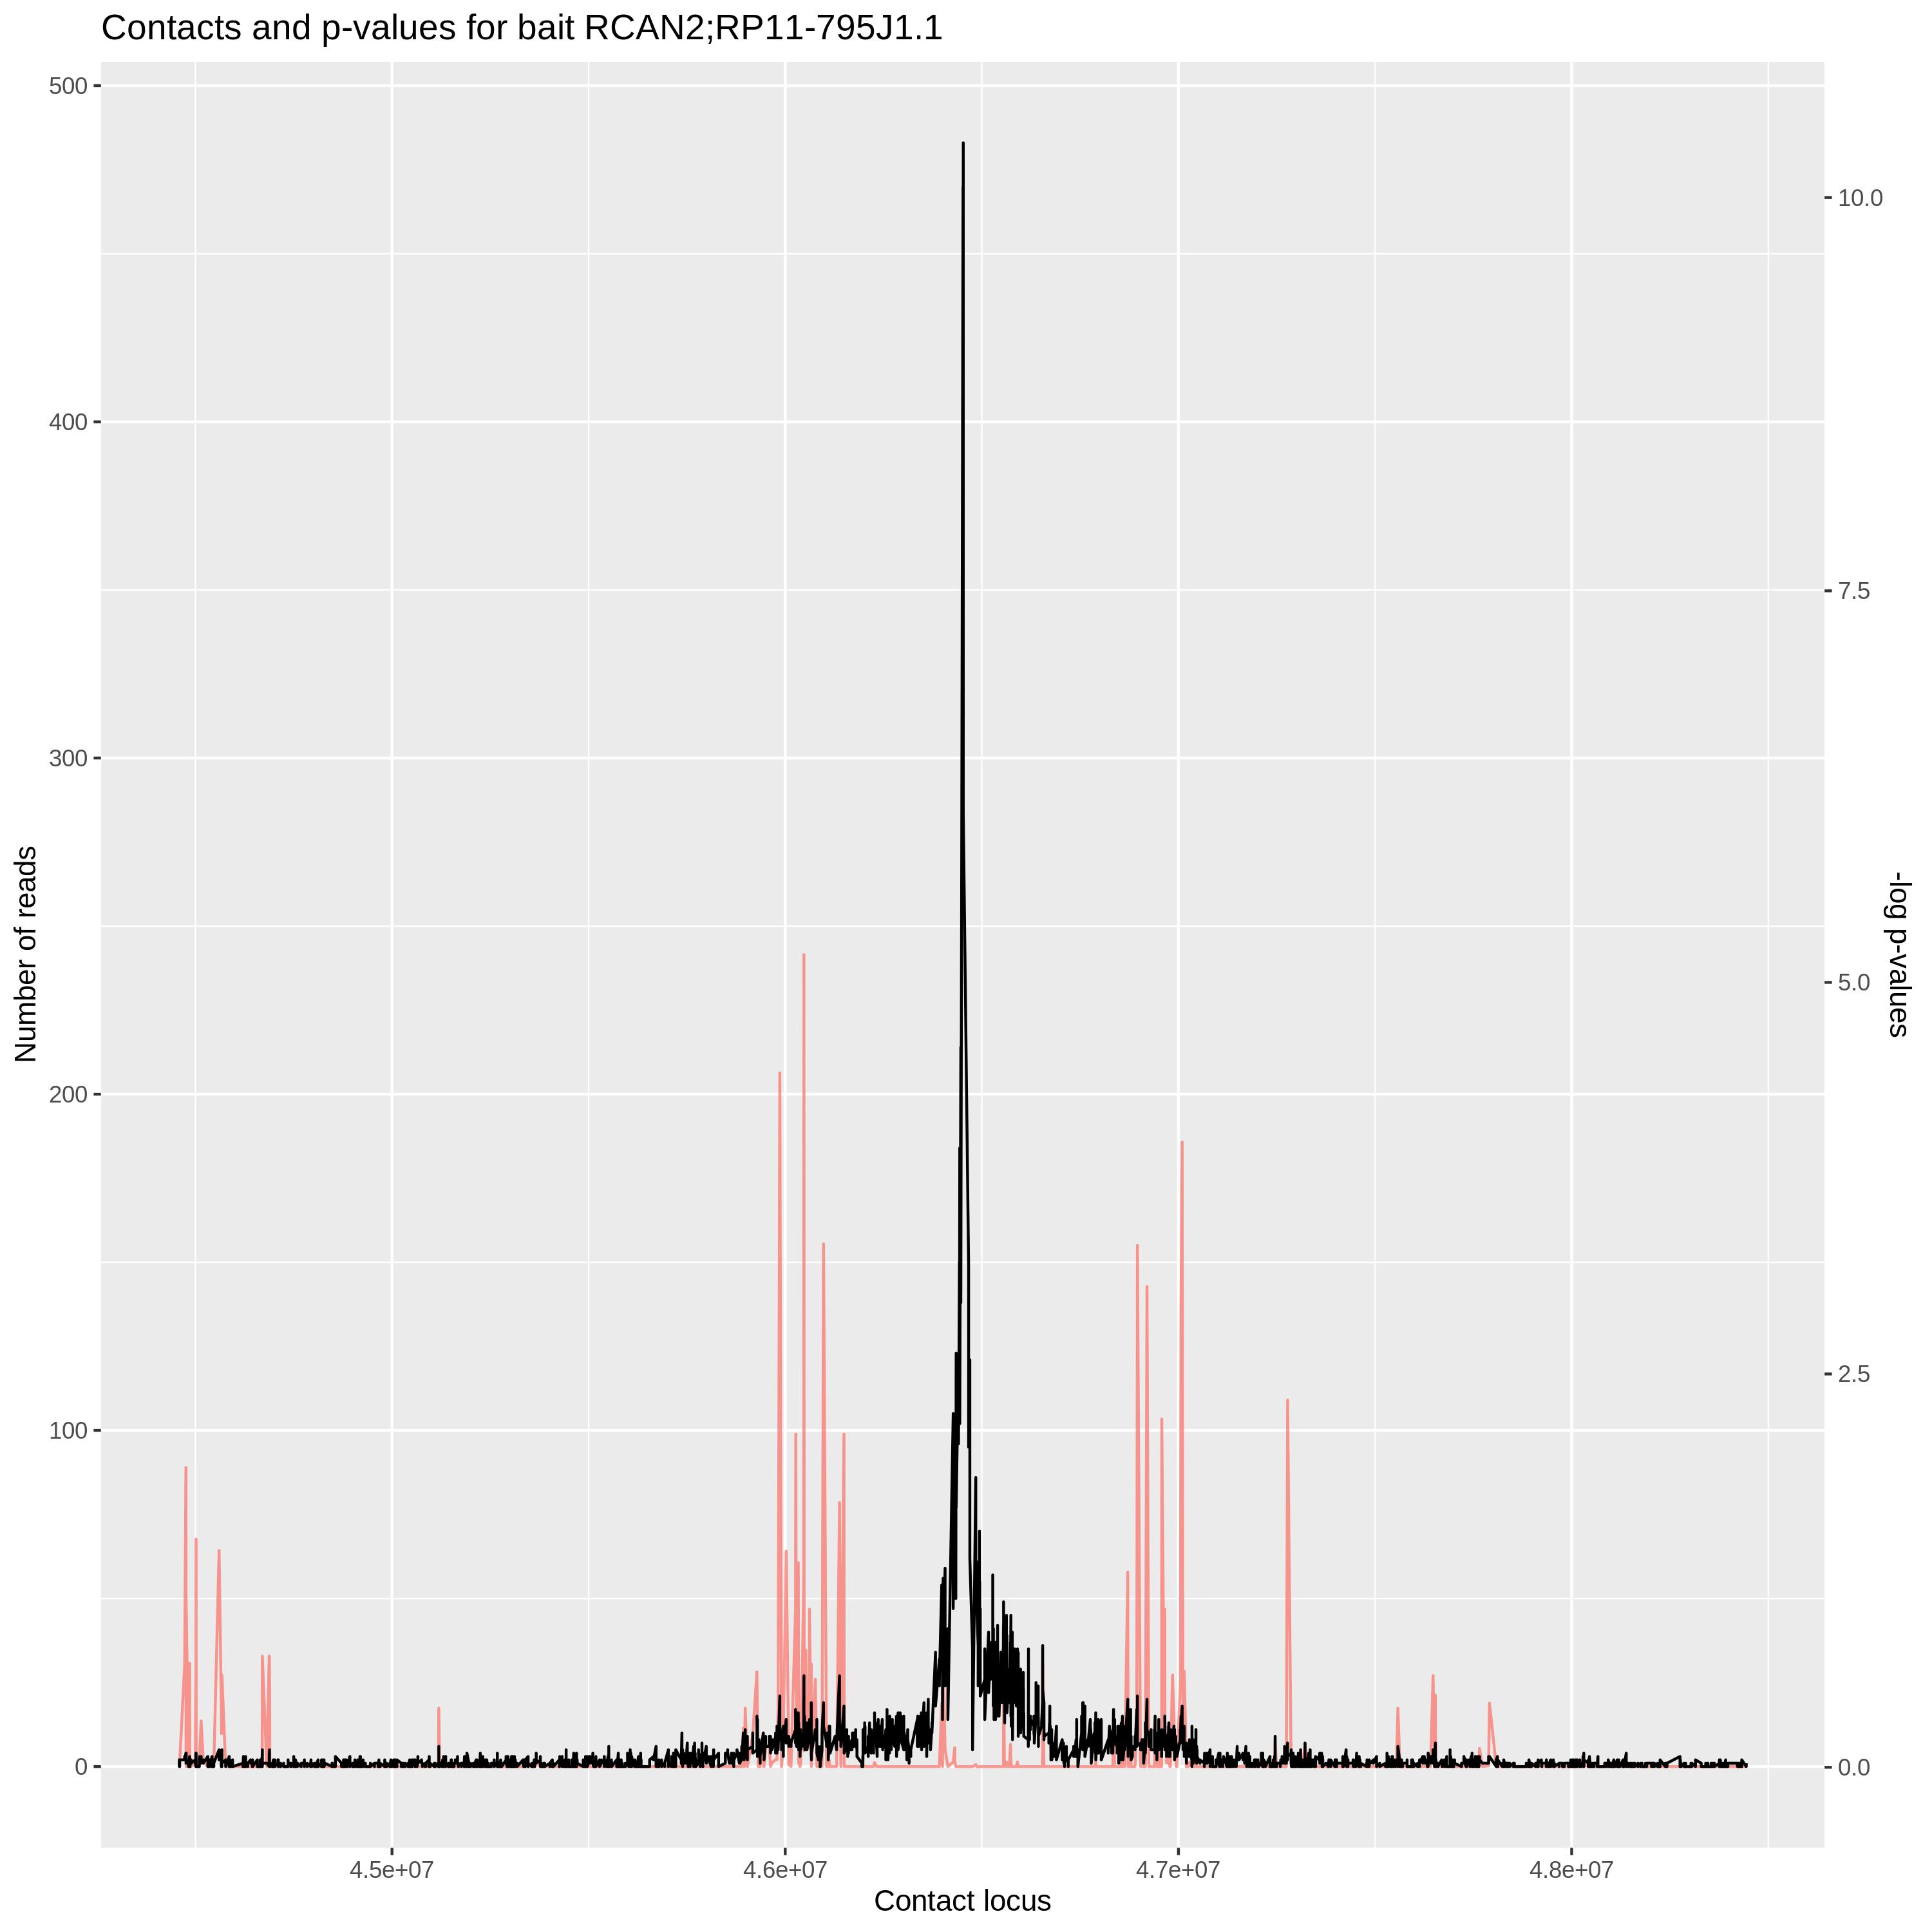 Contacts and p-values for bait RCAN2;RP11-795J1.1
500
400
300
200
100
0
Number of reads
10.0
7.5
5.0
2.5
0.0
-log p-values
4.5e+07 4.6e+07 4.7e+07 4.8e+07
Contact locus